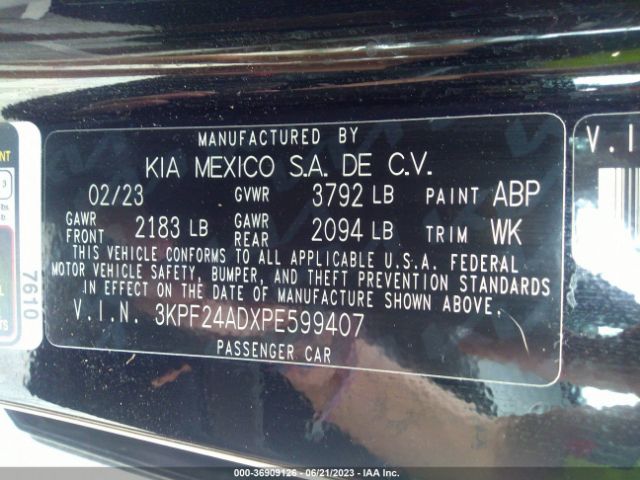 MANUFACTURED BY
KIA MEXICO S.A. DE C.V.
02/23 GVWR 3792 LB PAINT ABP
GAWR FRONT 2183 LB GAWR REAR 2094 LB TRIM WK
THIS VEHICLE CONFORMS TO ALL APPLICABLE U.S.A. FEDERAL
MOTOR VEHICLE SAFETY, BUMPER, AND THEFT PREVENTION STANDARDS
IN EFFECT ON THE DATE OF MANUFACTURE SHOWN ABOVE.
V.I.N. 3KPF24ADXPE599407
PASSENGER CAR
7610
V.I
000-36909126 - 06/21/2023 - IAA Inc.